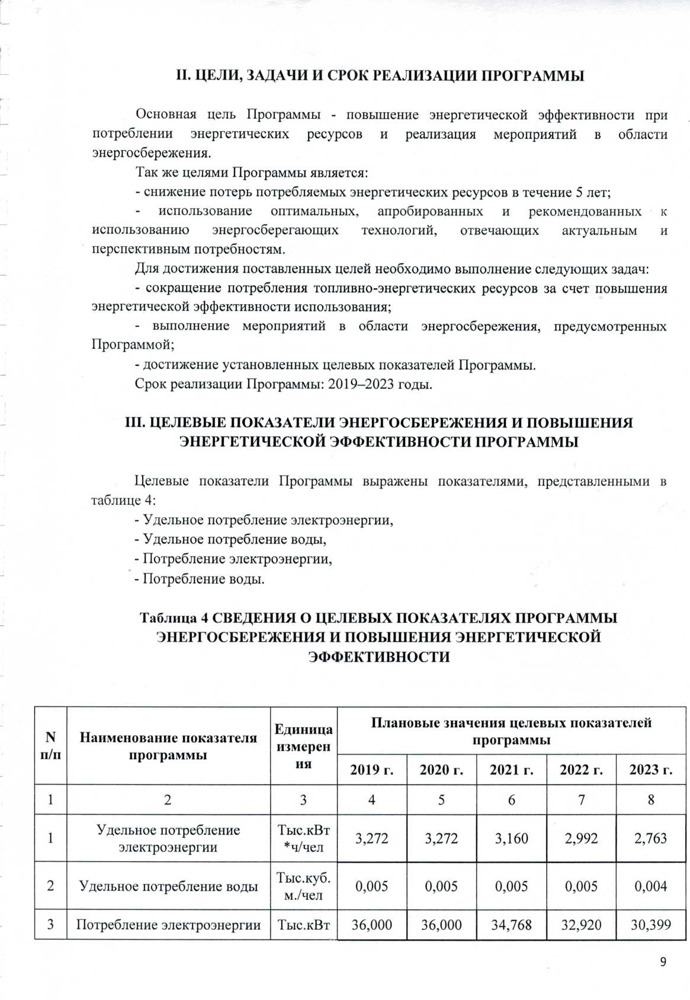 II. ЦЕЛИ, ЗАДАЧИ И СРОК РЕАЛИЗАЦИИ ПРОГРАММЫ
Основная цель Программы - повышение энергетической эффективности при
потреблении энергетических ресурсов и реализация мероприятий в области
энергосбережения.
Так же целями Программы является:
- снижение потерь потребляемых энергетических ресурсов в течение 5 лет;
- использование оптимальных, апробированных и рекомендованных к
использованию энергосберегающих технологий, отвечающих актуальным и
перспективным потребностям.
Для достижения поставленных целей необходимо выполнение следующих задач:
- сокращение потребления топливно-энергетических ресурсов за счет повышения
энергетической эффективности использования;
- выполнение мероприятий в области энергосбережения, предусмотренных
Программой;
- достижение установленных целевых показателей Программы.
Срок реализации Программы: 2019–2023 годы.
III. ЦЕЛЕВЫЕ ПОКАЗАТЕЛИ ЭНЕРГОСБЕРЕЖЕНИЯ И ПОВЫШЕНИЯ
ЭНЕРГЕТИЧЕСКОЙ ЭФФЕКТИВНОСТИ ПРОГРАММЫ
Целевые показатели Программы выражены показателями, представленными в
таблице 4:
- Удельное потребление электроэнергии,
- Удельное потребление воды,
- Потребление электроэнергии,
- Потребление воды.
Таблица 4 СВЕДЕНИЯ О ЦЕЛЕВЫХ ПОКАЗАТЕЛЯХ ПРОГРАММЫ
ЭНЕРГОСБЕРЕЖЕНИЯ И ПОВЫШЕНИЯ ЭНЕРГЕТИЧЕСКОЙ
ЭФФЕКТИВНОСТИ
N
п/п
Наименование показателя
программы
Единица
измерен
ия
Плановые значения целевых показателей
программы
2019 г. 2020 г. 2021 г. 2022 г. 2023 г.
1 2 3 4 5 6 7 8
1
Удельное потребление
электроэнергии
Тыс.кВт
*ч/чел
3,272 3,272 3,160 2,992 2,763
2
Удельное потребление воды
Тыс.куб.
м./чел
0,005 0,005 0,005 0,005 0,004
3 Потребление электроэнергии Тыс.кВт 36,000 36,000 34,768 32,920 30,399
9